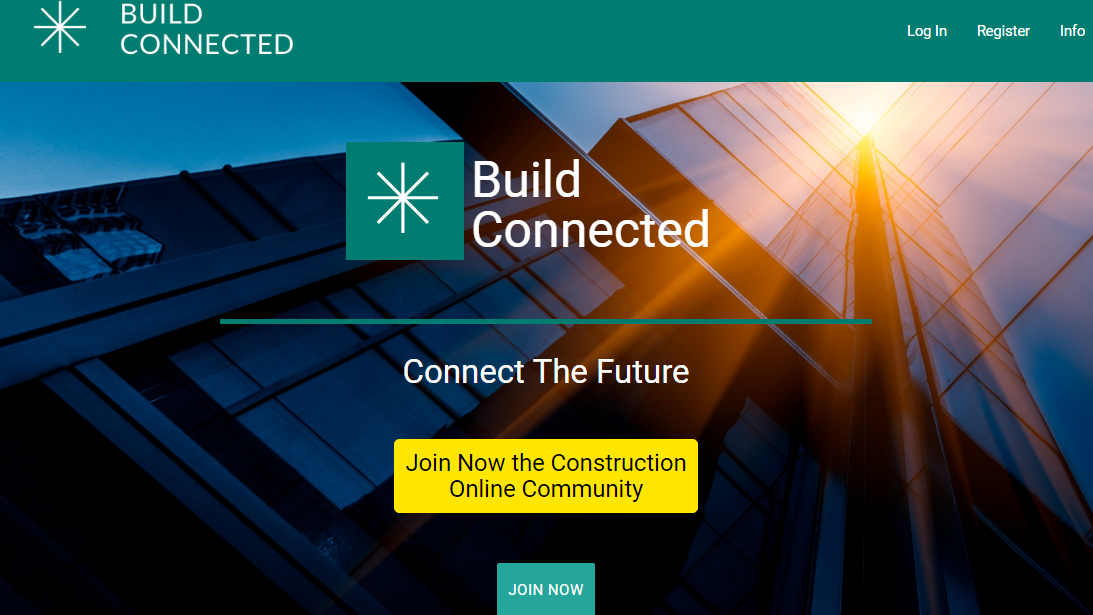 BUILD
CONNECTED
Log In Register Info
Build
Connected
Connect The Future
Join Now the Construction
Online Community
JOIN NOW